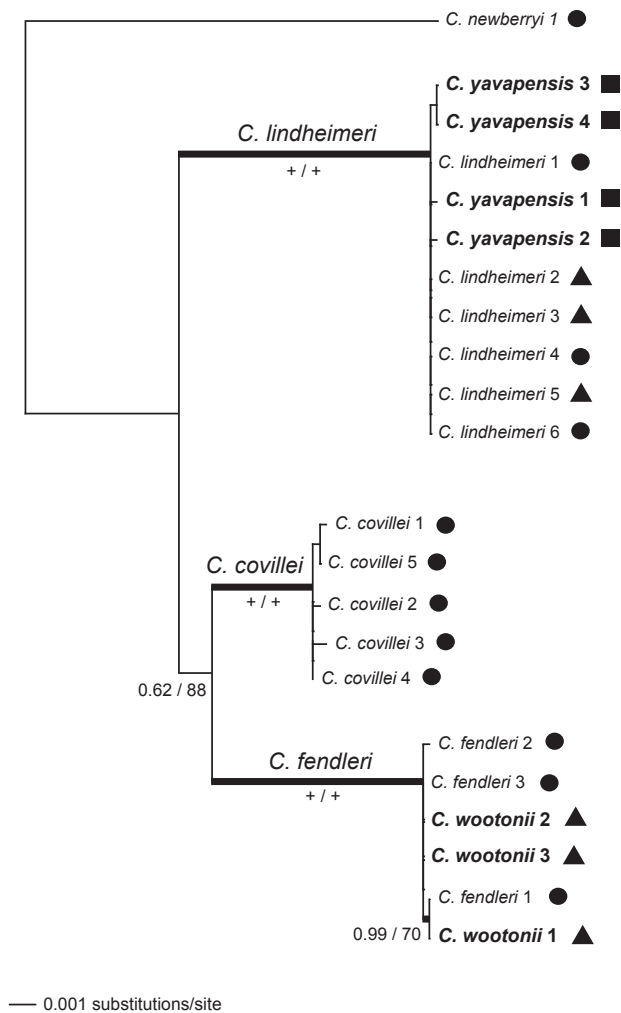 C. newberryi 1
C. yavapensis 3
C. lindheimeri
C. yavapensis 4
+ / +
C. lindheimeri 1
C. yavapensis 1
C. yavapensis 2
C. lindheimeri 2
C. lindheimeri 3
C. lindheimeri 4
C. lindheimeri 5
C. lindheimeri 6
C. covillei 1
C. covillei
C. covillei 5
+ / +
C. covillei 2
C. covillei 3
C. covillei 4
0.62 / 88
C. fendleri 2
C. fendleri
C. fendleri 3
+ / +
C. wootonii 2
C. wootonii 3
C. fendleri 1
0.99 / 70
C. wootonii 1
0.001 substitutions/site